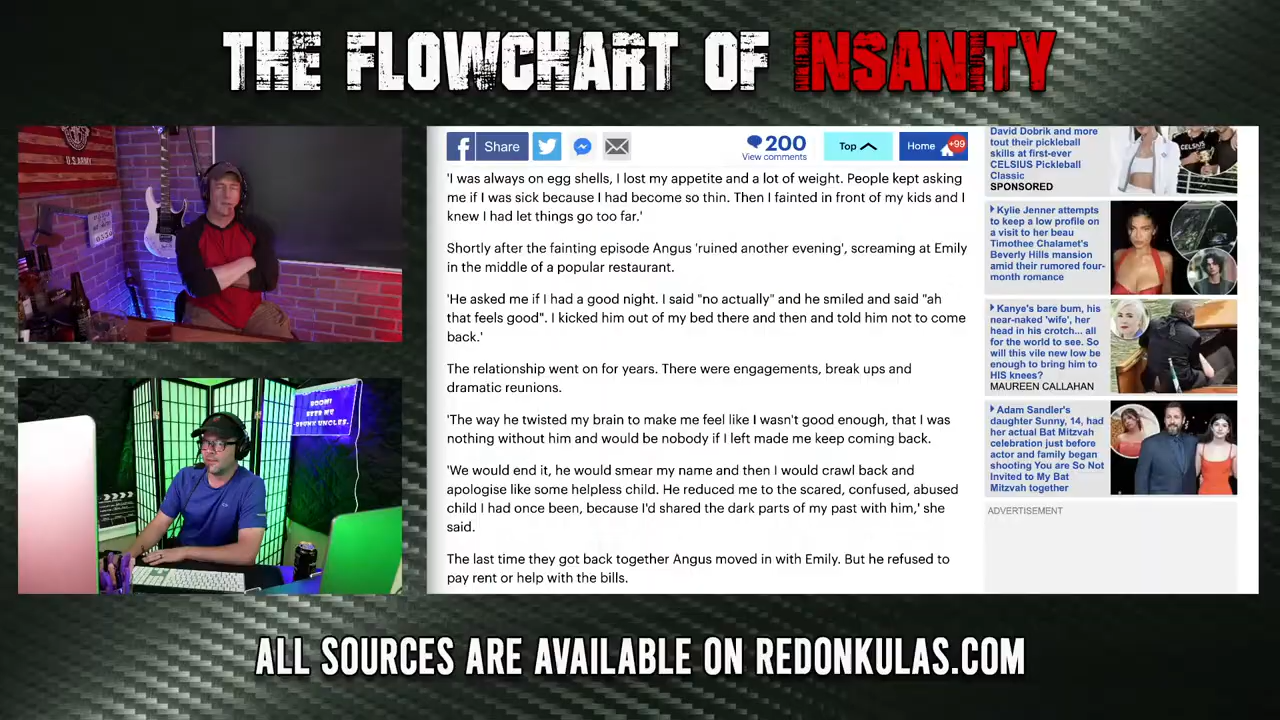 THE FLOWCHART OF INSANITY
U.S. ARMY
BOOM!
BEER ME
DRUNK UNCLES.
Share
200
View comments
Top
Home
+99
'I was always on egg shells, I lost my appetite and a lot of weight. People kept asking
me if I was sick because I had become so thin. Then I fainted in front of my kids and I
knew I had let things go too far.'
Shortly after the fainting episode Angus 'ruined another evening', screaming at Emily
in the middle of a popular restaurant.
'He asked me if I had a good night. I said "no actually" and he smiled and said "ah
that feels good". I kicked him out of my bed there and then and told him not to come
back.'
The relationship went on for years. There were engagements, break ups and
dramatic reunions.
'The way he twisted my brain to make me feel like I wasn't good enough, that I was
nothing without him and would be nobody if I left made me keep coming back.
'We would end it, he would smear my name and then I would crawl back and
apologise like some helpless child. He reduced me to the scared, confused, abused
child I had once been, because I'd shared the dark parts of my past with him,' she
said.
The last time they got back together Angus moved in with Emily. But he refused to
pay rent or help with the bills.
David Dobrik and more
tout their pickleball
skills at first-ever
CELSIUS Pickleball
Classic
SPONSORED
CELSIUS
Kylie Jenner attempts
to keep a low profile on
a visit to her beau
Timothee Chalamet's
Beverly Hills mansion
amid their rumored four-
month romance
Kanye's bare bum, his
near-naked 'wife', her
head in his crotch... all
for the world to see. So
will this vile new low be
enough to bring him to
HIS knees?
MAUREEN CALLAHAN
Adam Sandler's
daughter Sunny, 14, had
her actual Bat Mitzvah
celebration just before
actor and family began
shooting You are So Not
Invited to My Bat
Mitzvah together
ADVERTISEMENT
ALL SOURCES ARE AVAILABLE ON REDONKULAS.COM